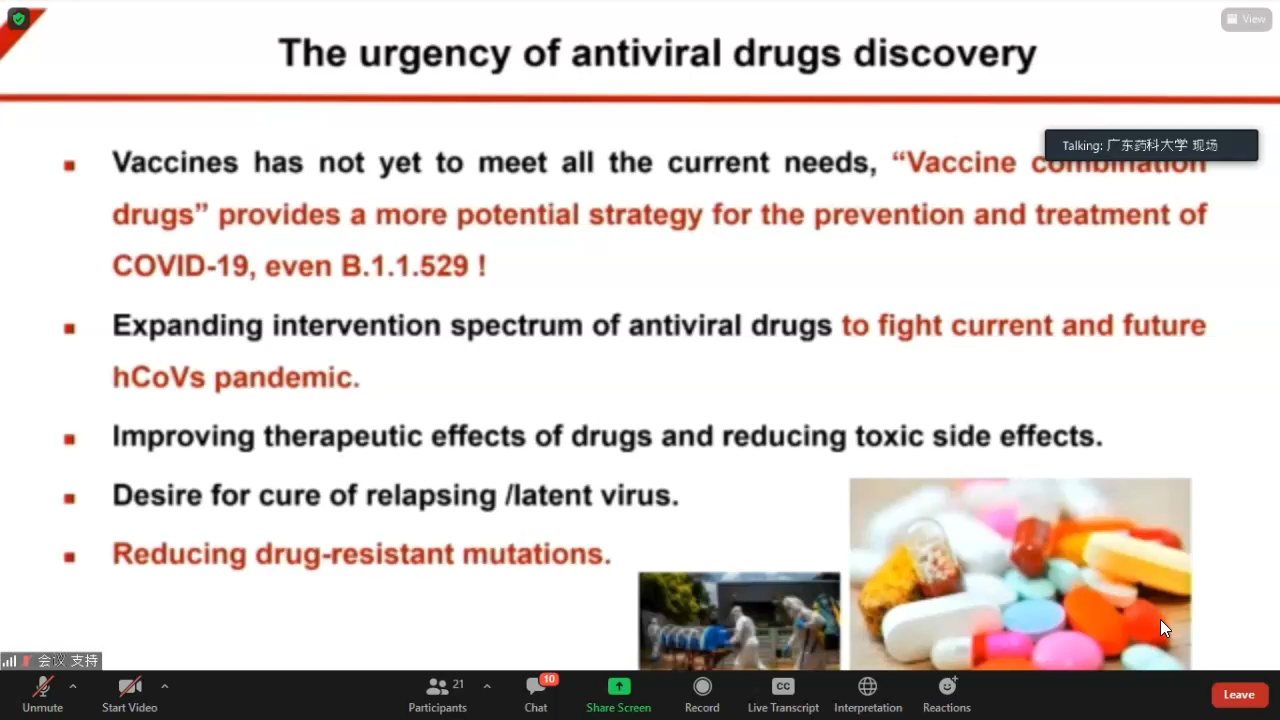 View
The urgency of antiviral drugs discovery
Talking: 广东药科大学 现场
Vaccines has not yet to meet all the current needs, “Vaccine combination
drugs” provides a more potential strategy for the prevention and treatment of
COVID-19, even B.1.1.529 !
Expanding intervention spectrum of antiviral drugs to fight current and future
hCoVs pandemic.
Improving therapeutic effects of drugs and reducing toxic side effects.
Desire for cure of relapsing /latent virus.
Reducing drug-resistant mutations.
会议 支持
21
10
CC
Unmute
Start Video
Participants
Chat
Share Screen
Record
Live Transcript
Interpretation
Reactions
Leave